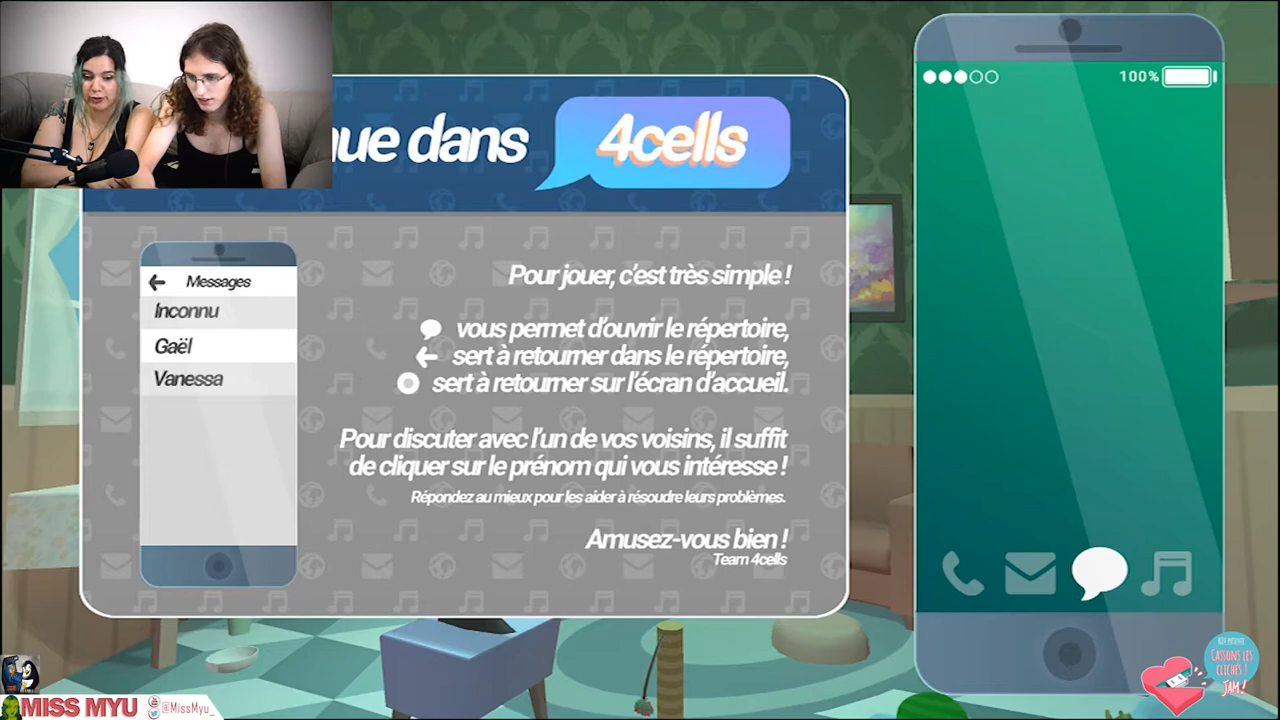 ue dans 4cells
100%
Messages
Inconnu
Gaël
Vanessa
Pour jouer, c'est très simple !
vous permet d'ouvrir le répertoire,
sert à retourner dans le répertoire,
sert à retourner sur l'écran d'accueil.
Pour discuter avec l'un de vos voisins, il suffit
de cliquer sur le prénom qui vous intéresse !
Répondez au mieux pour les aider à résoudre leurs problèmes.
Amusez-vous bien !
Team 4cells
MISS MYU
@MissMyu_
CASSONS LES
CLICHÉS !
JAM !